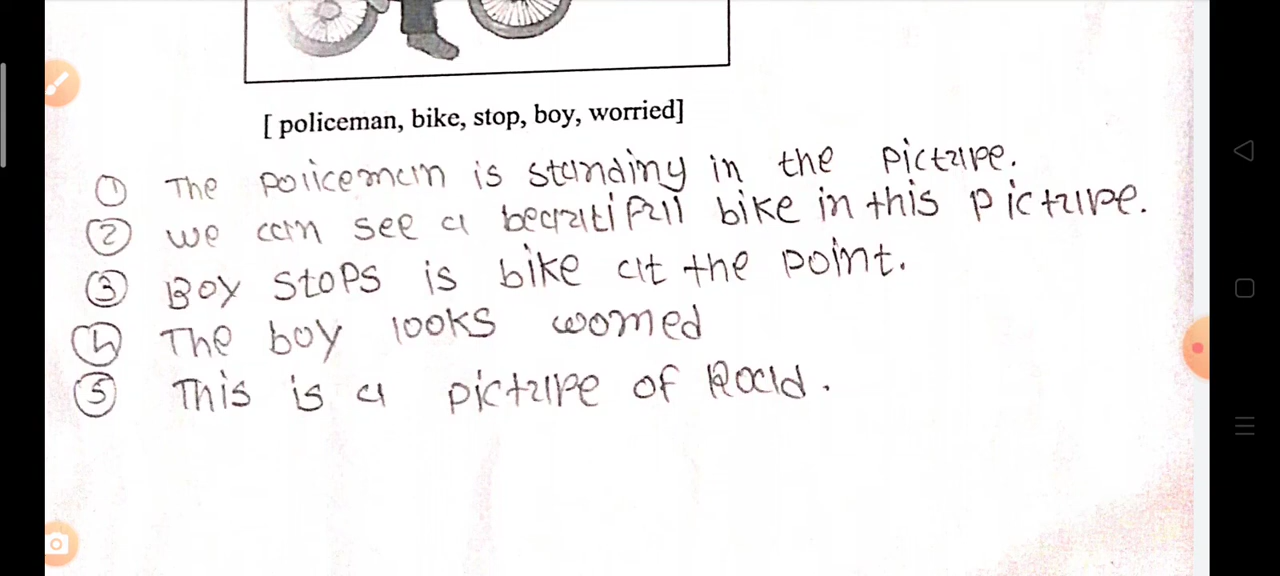 [ policeman, bike, stop, boy, worried]
① The policeman is standing in the picture.
② we can see a beautifull bike in this picture.
③ Boy stops is bike at the point.
④ The boy looks worried
⑤ This is a picture of Road.